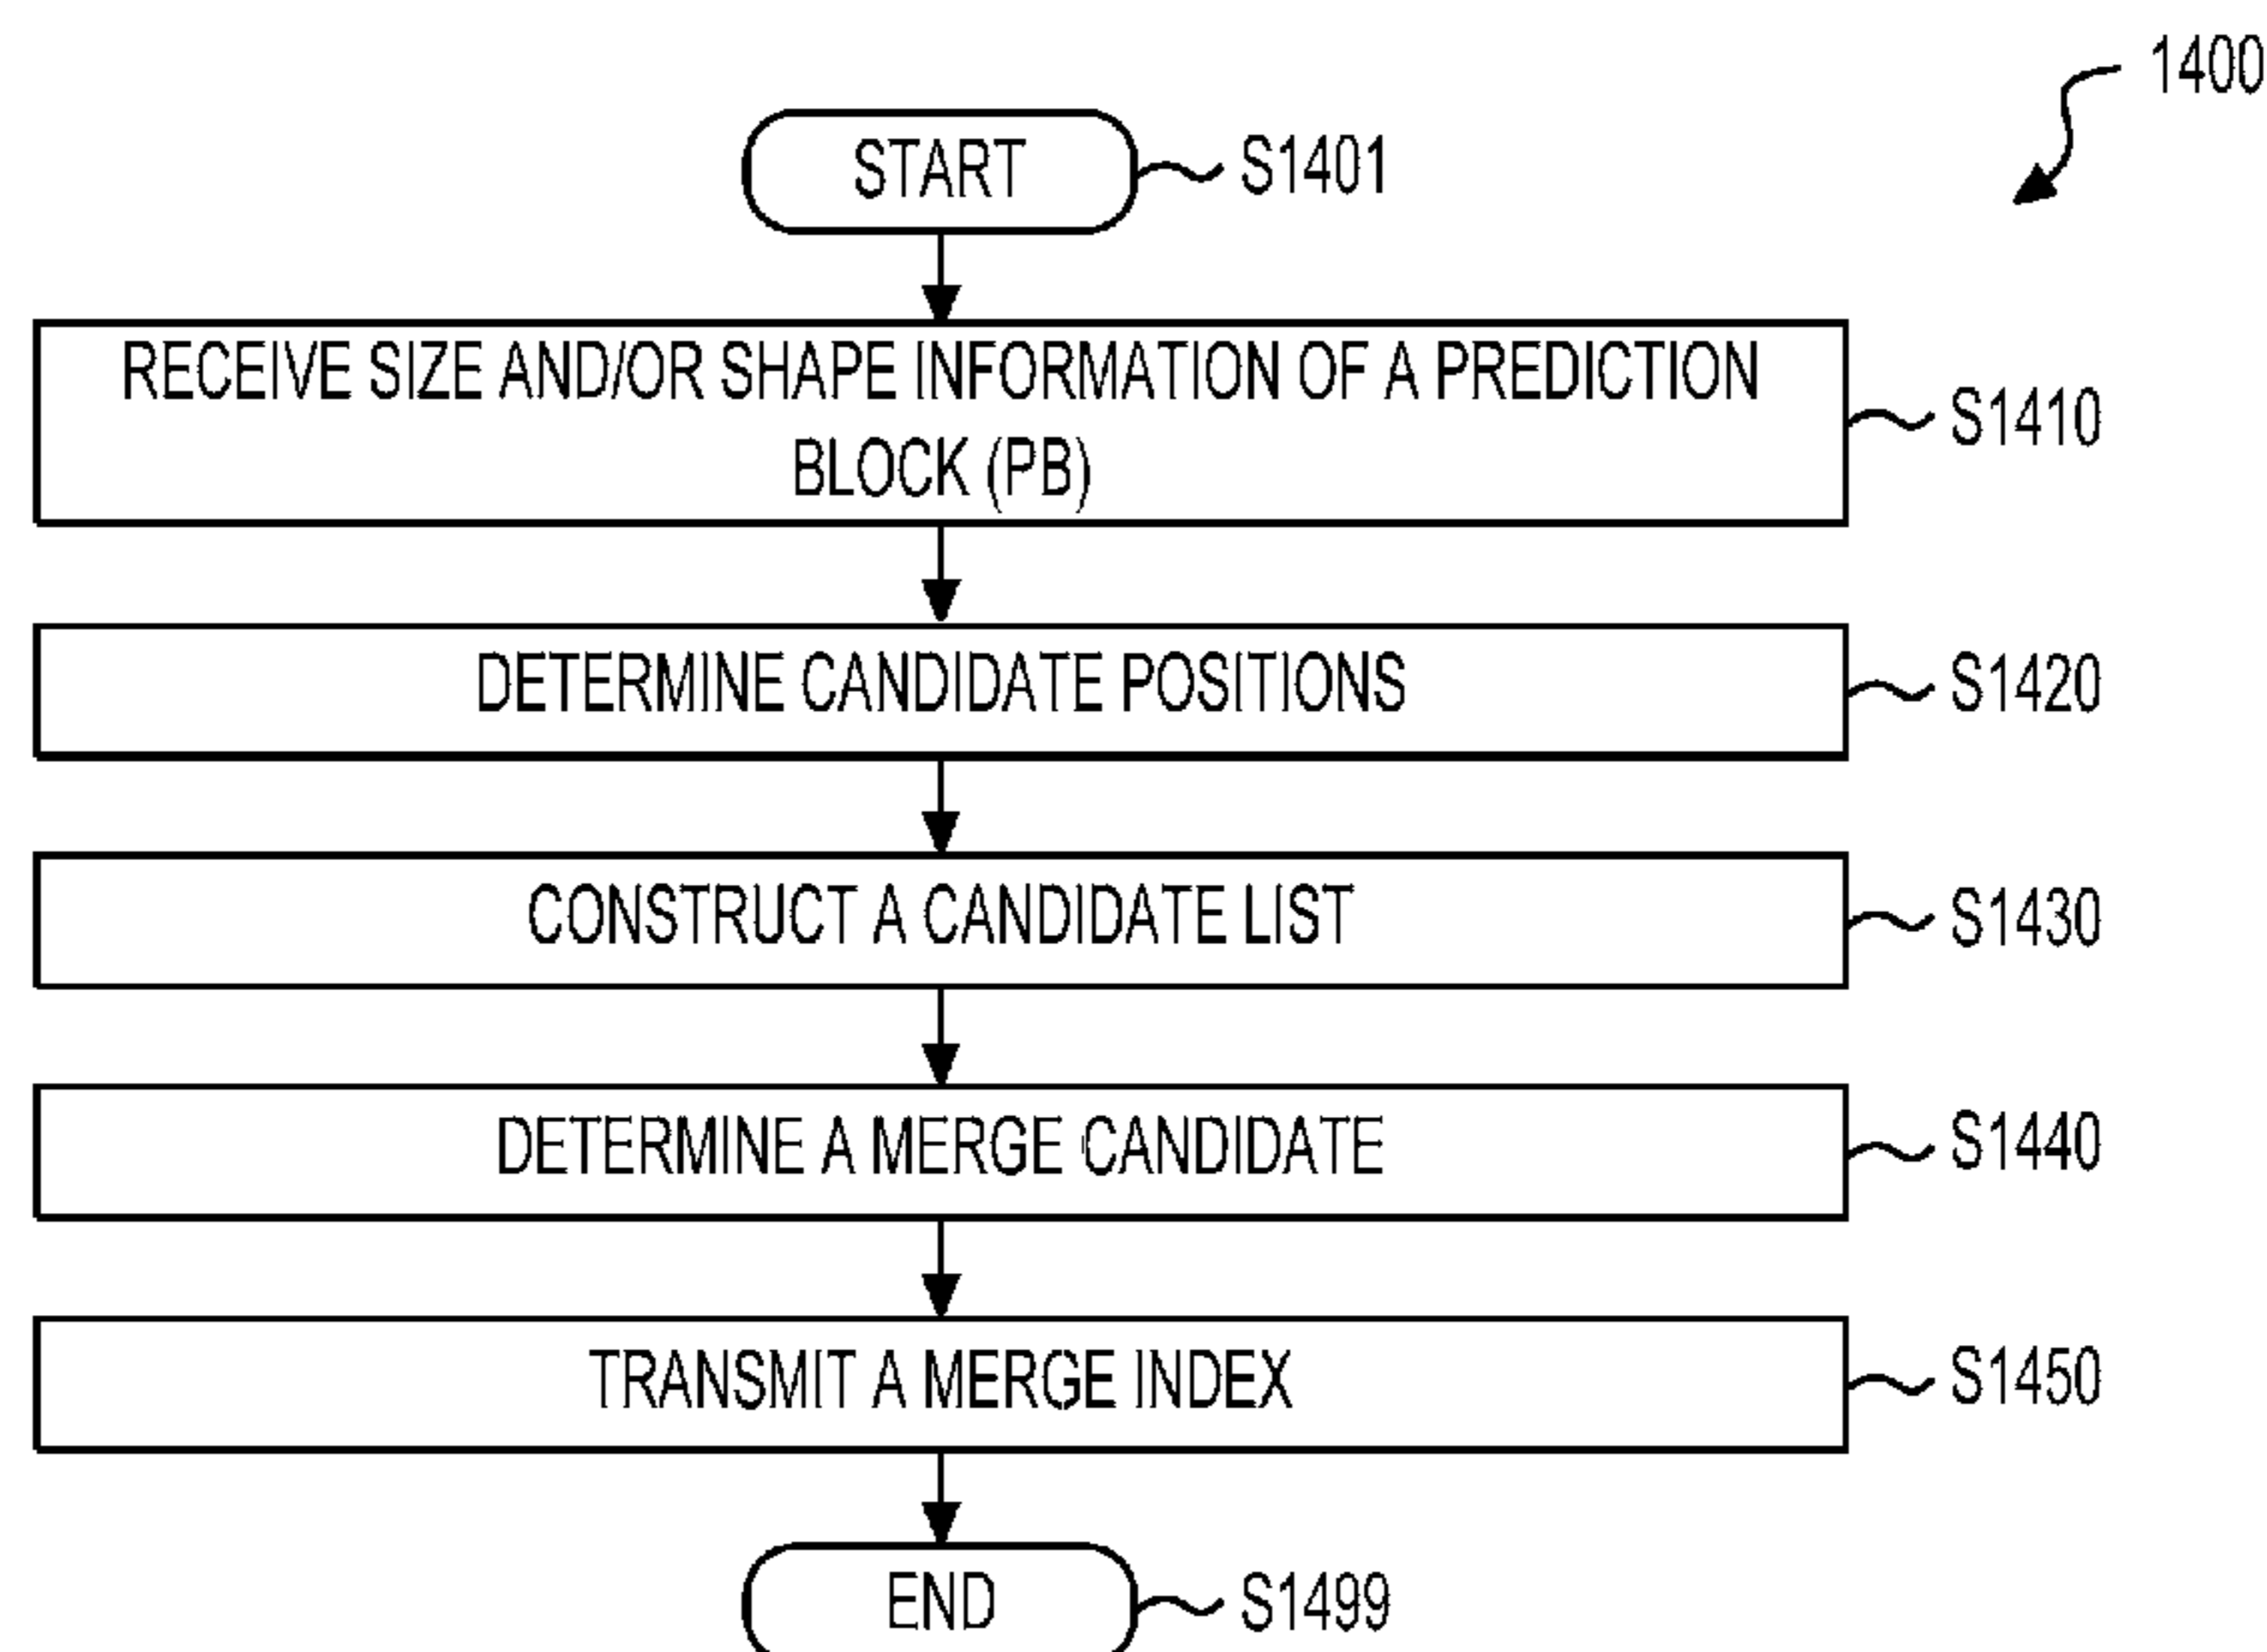 1400
START
S1401
RECEIVE SIZE AND/OR SHAPE INFORMATION OF A PREDICTION
BLOCK (PB)
S1410
DETERMINE CANDIDATE POSITIONS
S1420
CONSTRUCT A CANDIDATE LIST
S1430
DETERMINE A MERGE CANDIDATE
S1440
TRANSMIT A MERGE INDEX
S1450
END
S1499